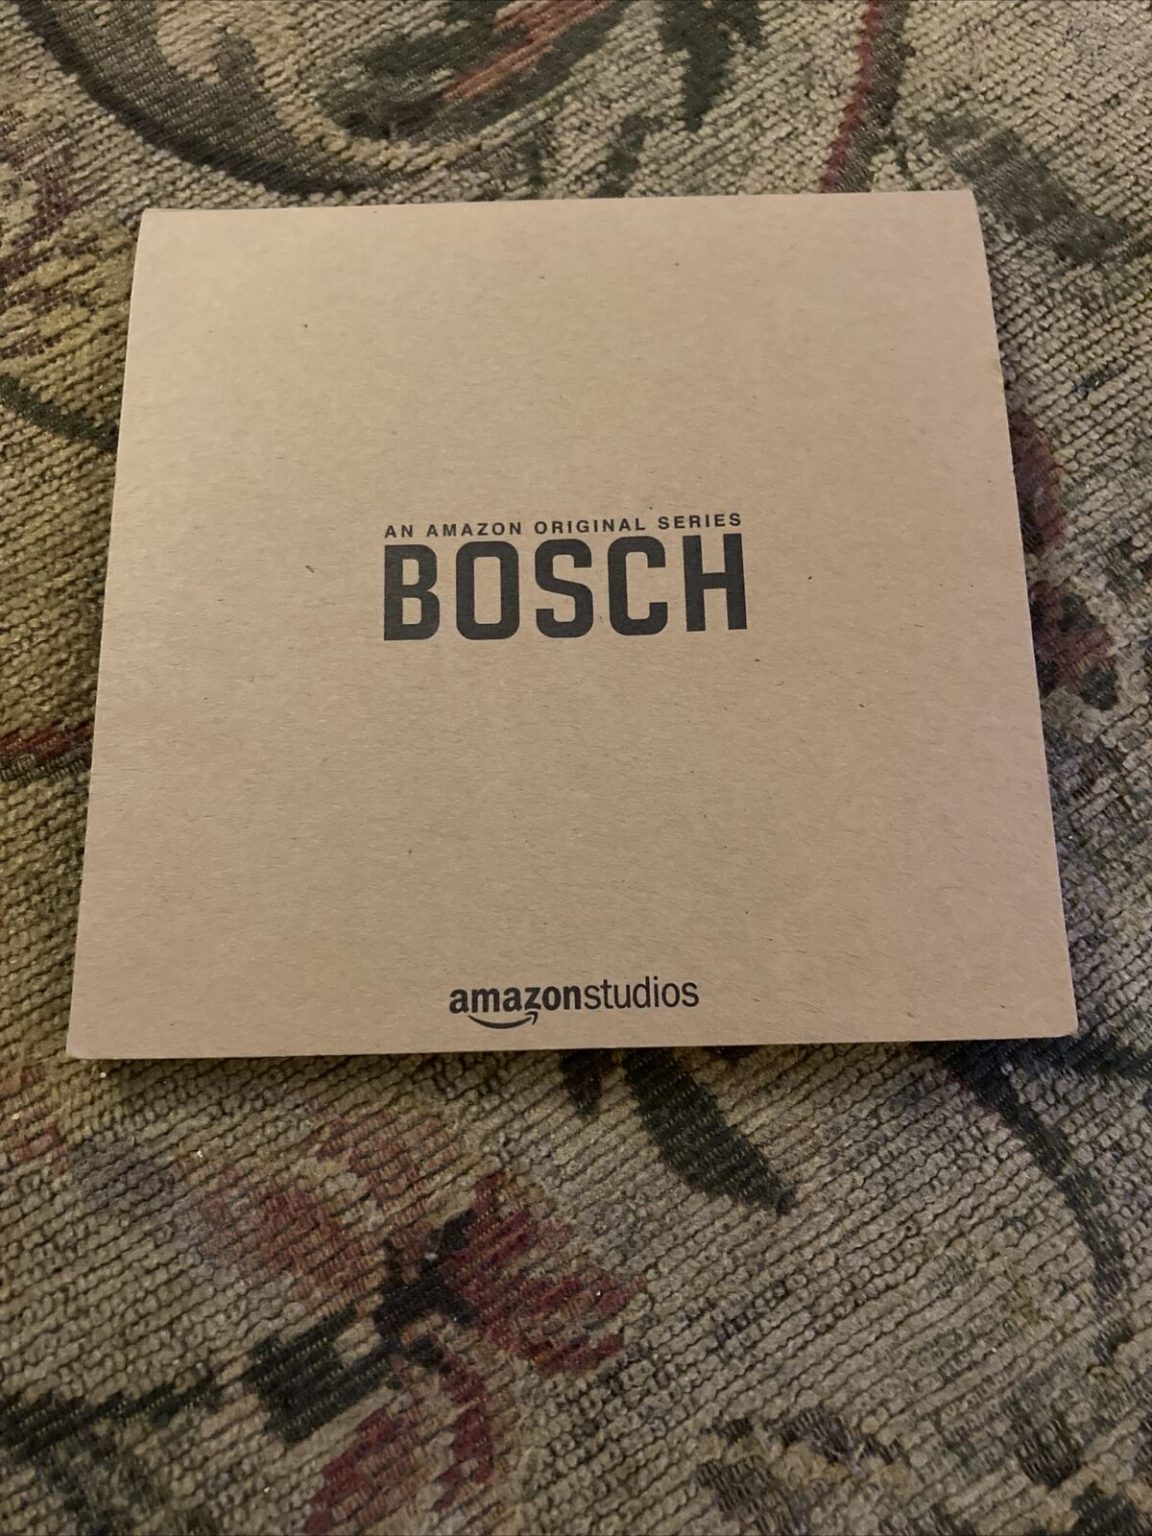 AN AMAZON ORIGINAL SERIES
BOSCH
amazonstudios